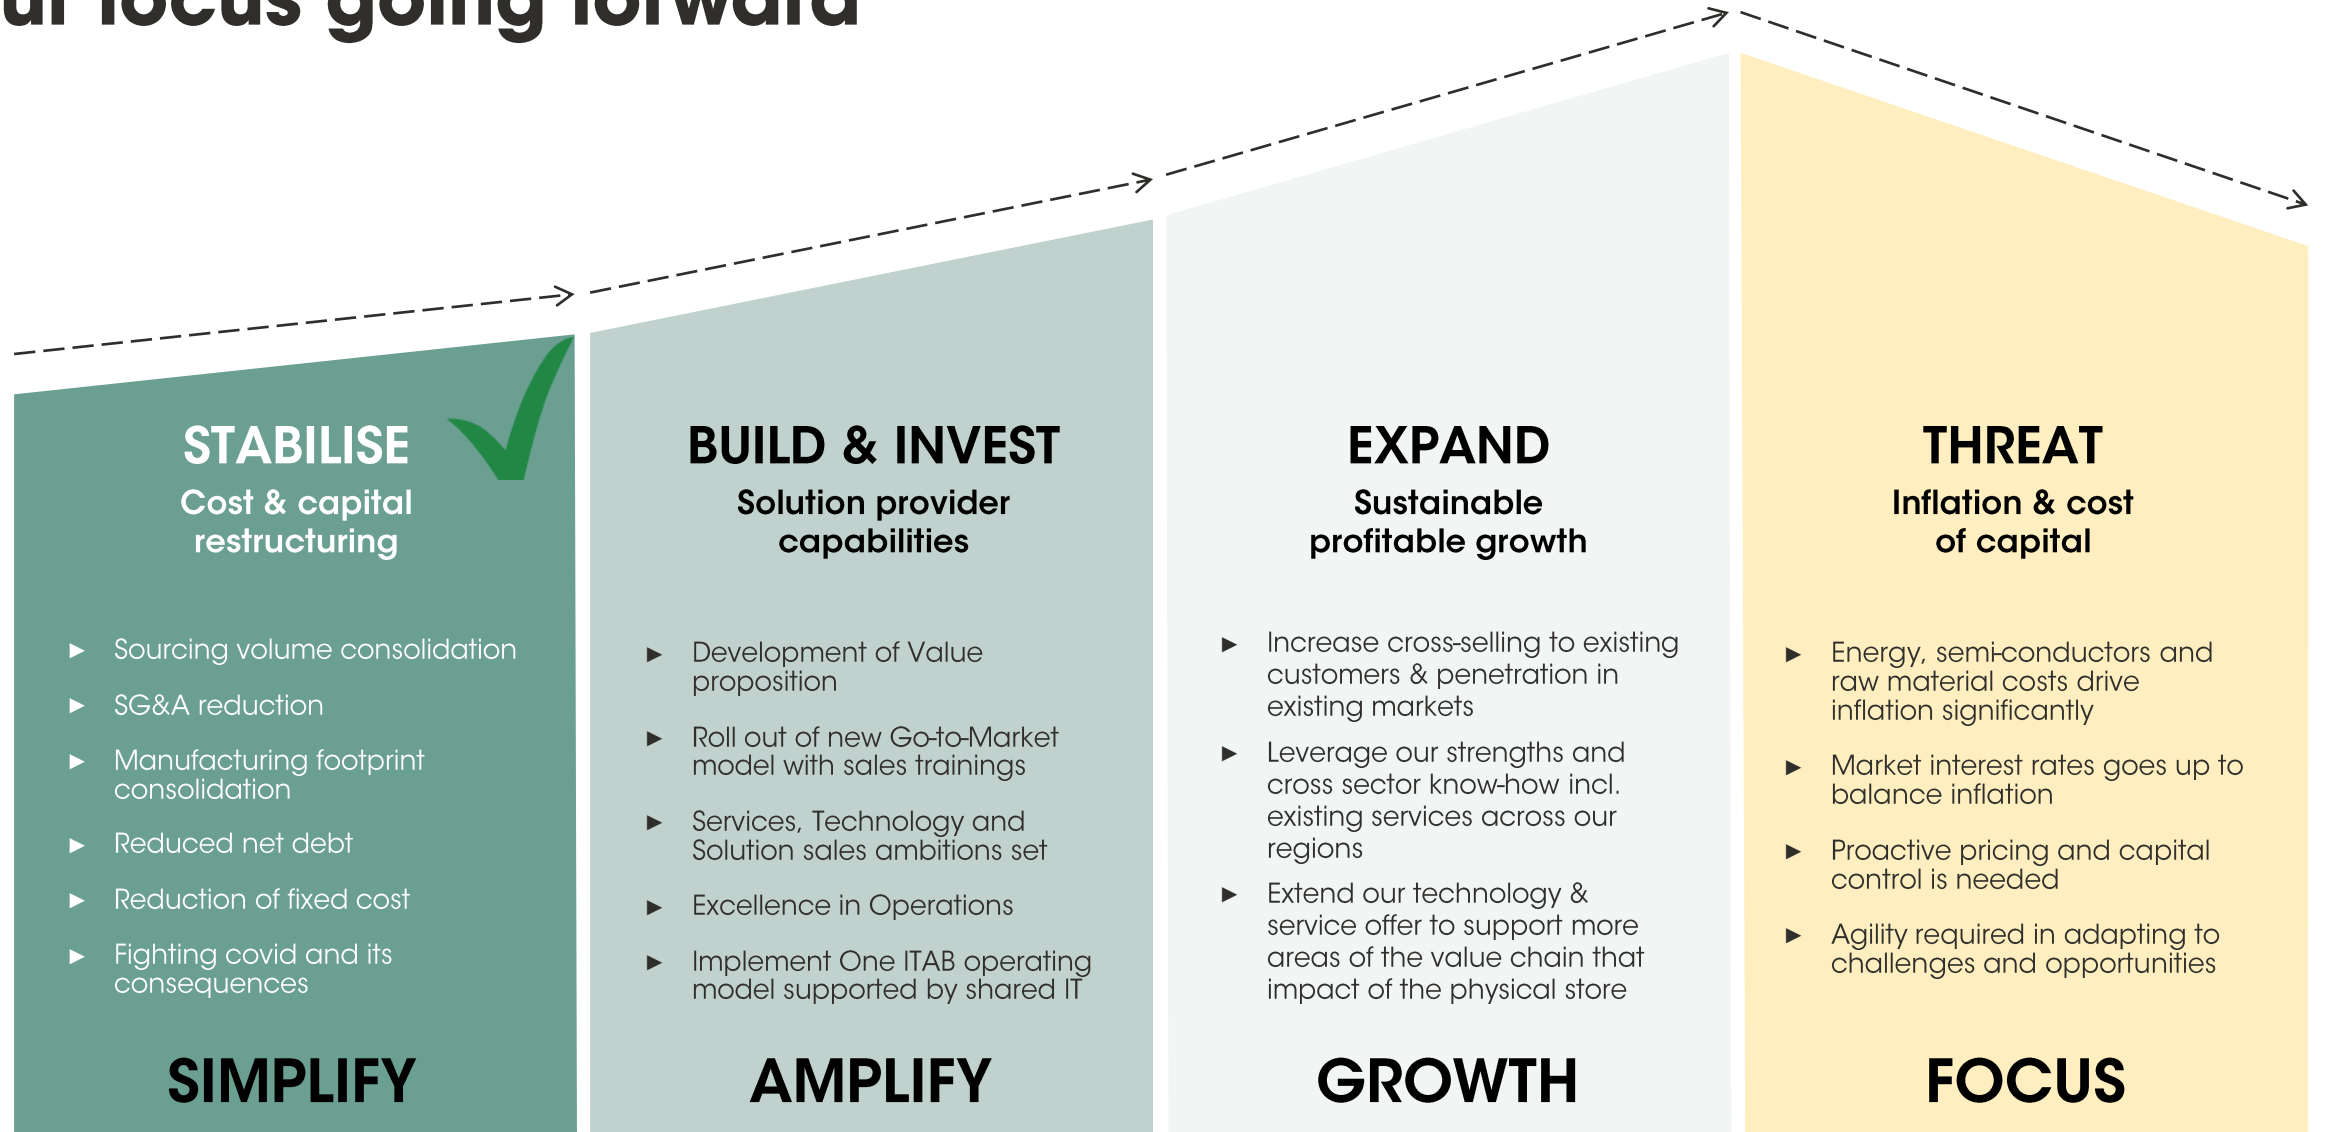 ur focus going forward
STABILISE
Cost & capital
restructuring
► Sourcing volume consolidation
► SG&A reduction
► Manufacturing footprint
consolidation
► Reduced net debt
► Reduction of fixed cost
► Fighting covid and its
consequences
SIMPLIFY
BUILD & INVEST
Solution provider
capabilities
► Development of Value
proposition
► Roll out of new Go-to-Market
model with sales trainings
► Services, Technology and
Solution sales ambitions set
► Excellence in Operations
► Implement One ITAB operating
model supported by shared IT
AMPLIFY
EXPAND
Sustainable
profitable growth
► Increase cross-selling to existing
customers & penetration in
existing markets
► Leverage our strengths and
cross sector know-how incl.
existing services across our
regions
► Extend our technology &
service offer to support more
areas of the value chain that
impact of the physical store
GROWTH
THREAT
Inflation & cost
of capital
► Energy, semi-conductors and
raw material costs drive
inflation significantly
► Market interest rates goes up to
balance inflation
► Proactive pricing and capital
control is needed
► Agility required in adapting to
challenges and opportunities
FOCUS